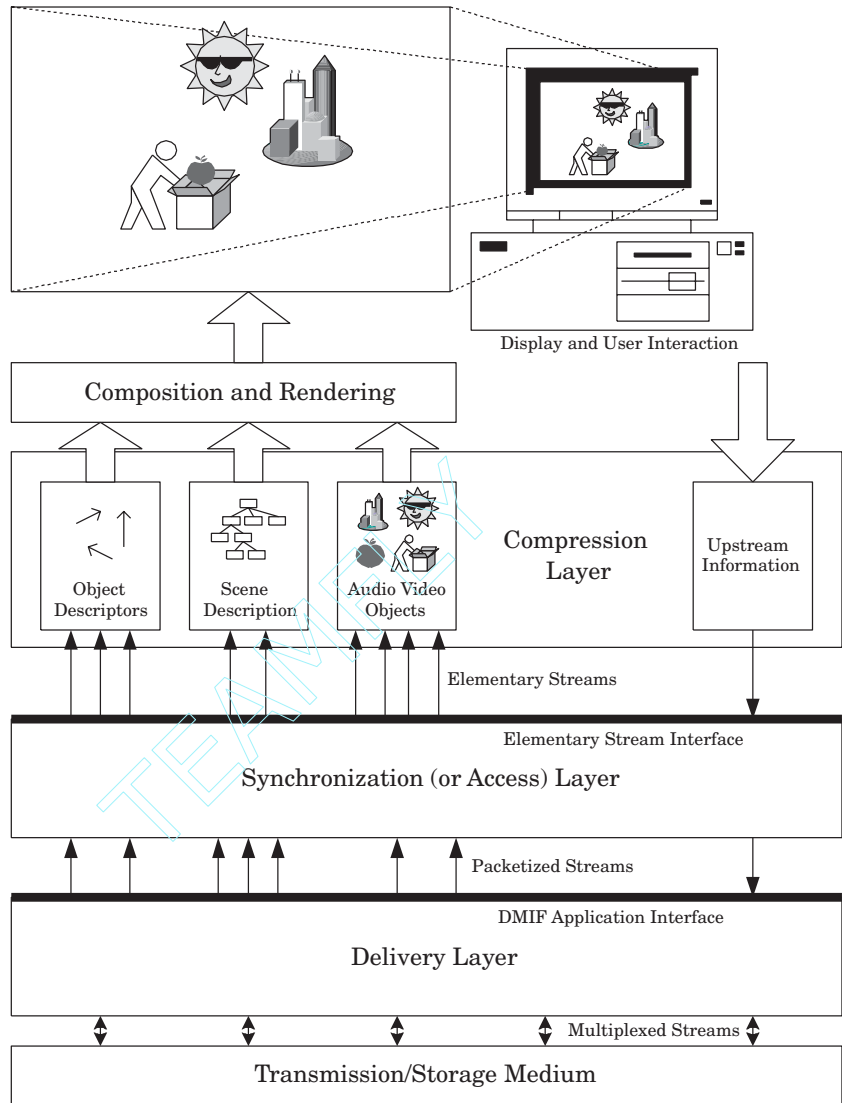 Display and User Interaction
Composition and Rendering
Object
Descriptors
Scene
Description
Audio Video
Objects
Compression
Layer
Upstream
Information
Elementary Streams
Elementary Stream Interface
Synchronization (or Access) Layer
Packetized Streams
DMIF Application Interface
Delivery Layer
Multiplexed Streams
Transmission/Storage Medium
TEAMFLY